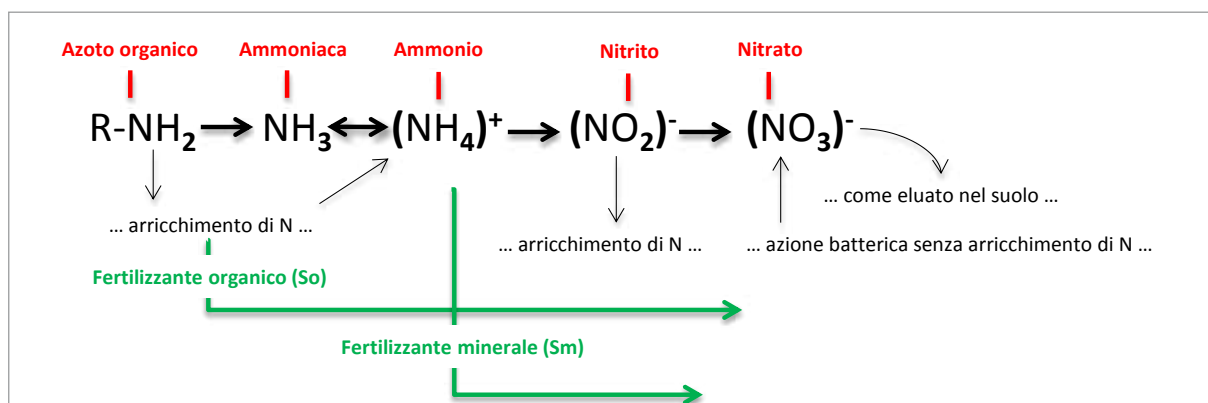 Azoto organico Ammoniaca Ammonio Nitrito Nitrato
R-NH₂ NH₃ (NH₄)⁺ (NO₂)⁻ (NO₃)⁻
... come eluato nel suolo ...
... arricchimento di N ... ... arricchimento di N ... ... azione batterica senza arricchimento di N ...
Fertilizzante organico (So)
Fertilizzante minerale (Sm)